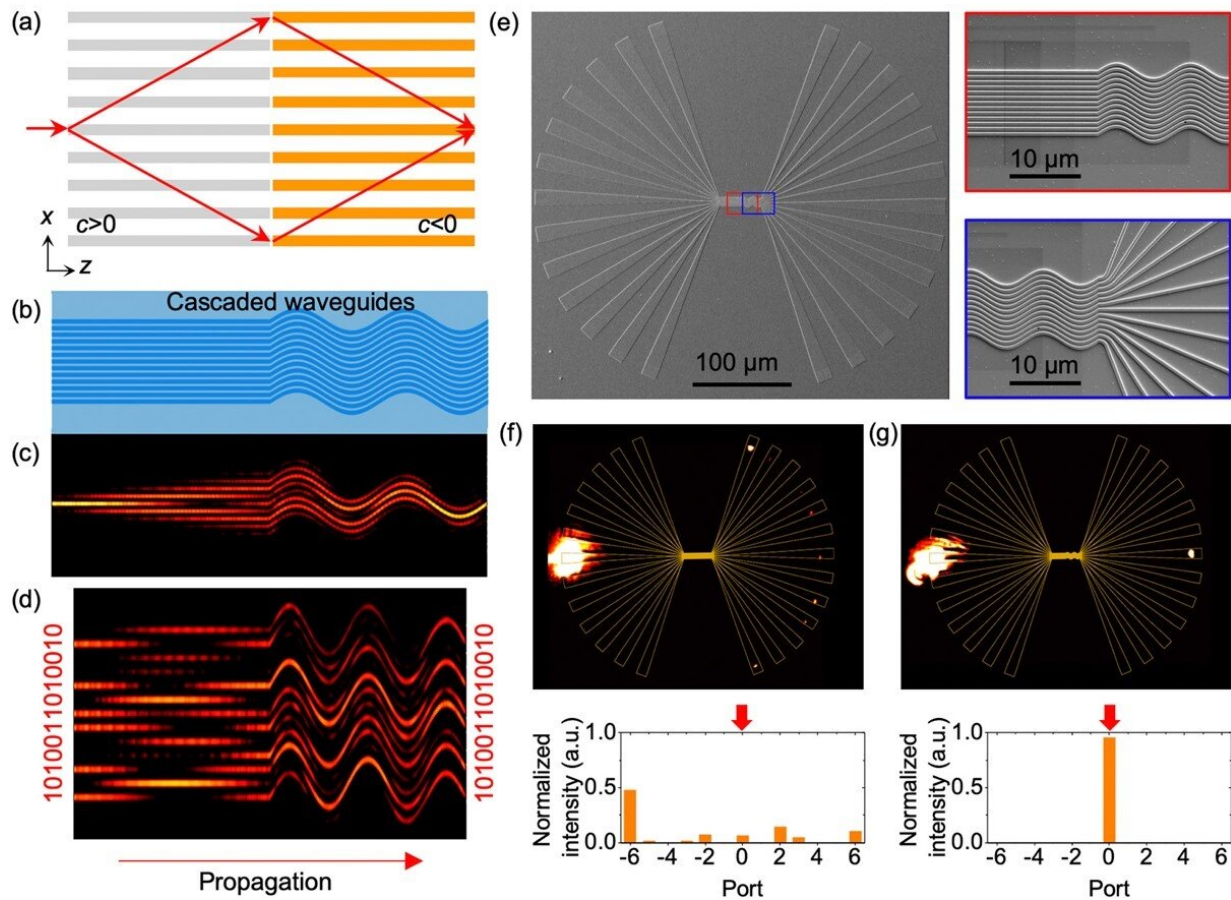 (a)
c>0
c<0
x
z
(b)
Cascaded waveguides
(c)
(d)
1010011010010
1010011010010
Propagation
(e)
100 μm
10 μm
10 μm
(f)
Normalized
intensity (a.u.)
1.0
0.5
0.0
-6 -4 -2 0 2 4 6
Port
(g)
Normalized
intensity (a.u.)
1.0
0.5
0.0
-6 -4 -2 0 2 4 6
Port